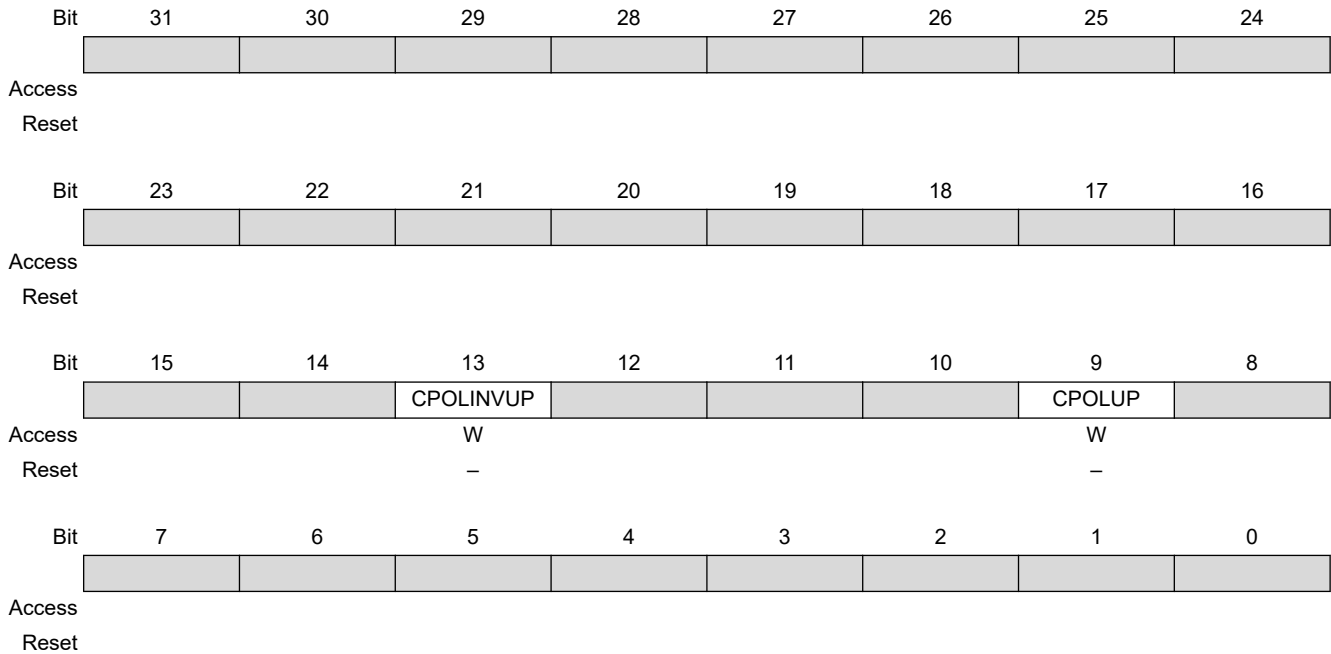 Bit 31 30 29 28 27 26 25 24
Access
Reset
Bit 23 22 21 20 19 18 17 16
Access
Reset
Bit 15 14 13 12 11 10 9 8
CPOLINVUP CPOLUP
Access W W
Reset – –
Bit 7 6 5 4 3 2 1 0
Access
Reset